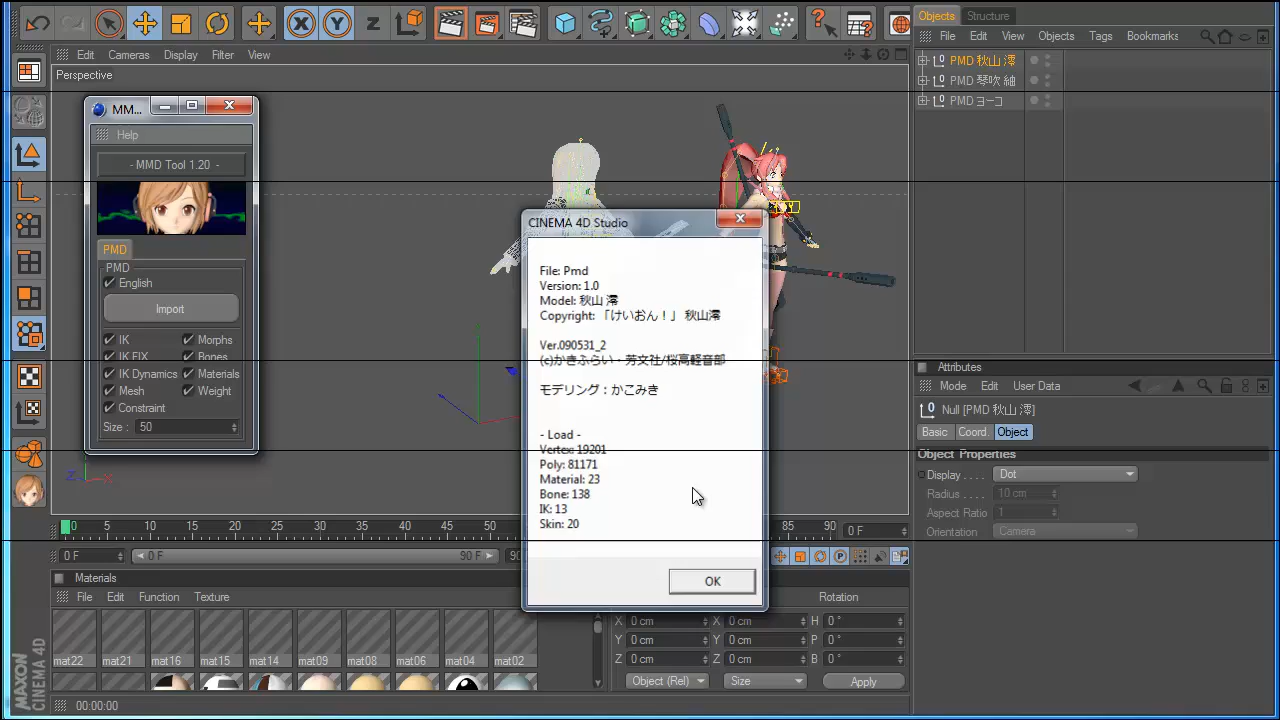 Objects Structure
File Edit View Objects Tags Bookmarks
Edit Cameras Display Filter View
Perspective
PMD 秋山 澪
PMD 琴吹 紬
PMD ヨーコ
MM...
Help
- MMD Tool 1.20 -
PMD
PMD
English
Import
IK Morphs
IK FIX Bones
IK Dynamics Materials
Mesh Weight
Constraint
Size : 50
CINEMA 4D Studio
File: Pmd
Version: 1.0
Model: 秋山 澪
Copyright: 「けいおん！」 秋山澪
Ver.090531_2
(c)かきふらい・芳文社/桜高軽音部
モデリング：かこみき
- Load -
Vertex: 19201
Poly: 81171
Material: 23
Bone: 138
IK: 13
Skin: 20
OK
Attributes
Mode Edit User Data
Null [PMD 秋山 澪]
Basic Coord. Object
Object Properties
Display . . . . Dot
Radius . . . . . 10 cm
Aspect Ratio 1
Orientation Camera
Z X
0 5 10 15 20 25 30 35 40 45 50 85 90 0 F
0 F 0 F 90 F 90
Materials
File Edit Function Texture
mat22 mat21 mat16 mat15 mat14 mat09 mat08 mat06 mat04 mat02
Rotation
X 0 cm X 0 cm H 0 °
Y 0 cm Y 0 cm P 0 °
Z 0 cm Z 0 cm B 0 °
Object (Rel) Size Apply
MAXON
CINEMA 4D
00:00:00